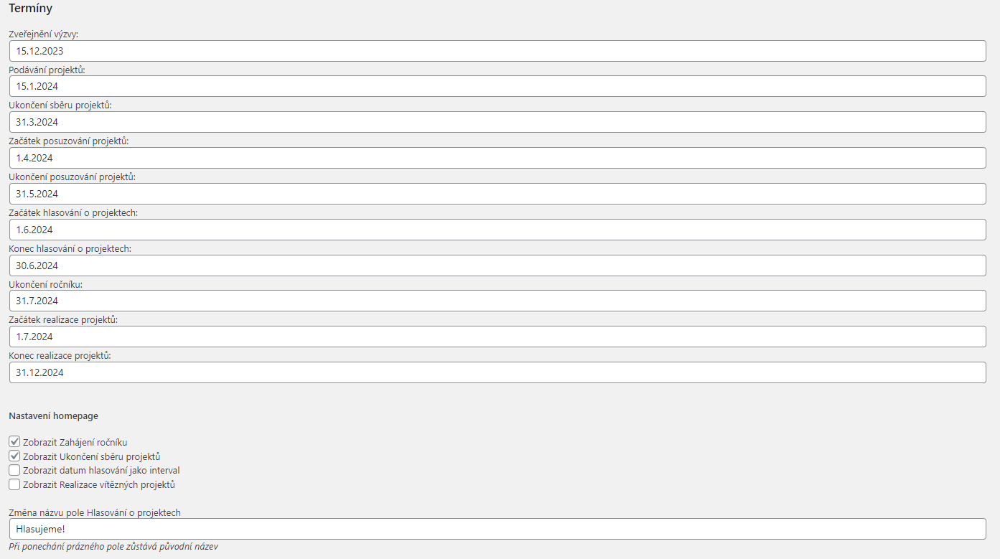 Termíny
Zveřejnění výzvy:
15.12.2023
Podávání projektů:
15.1.2024
Ukončení sběru projektů:
31.3.2024
Začátek posuzování projektů:
1.4.2024
Ukončení posuzování projektů:
31.5.2024
Začátek hlasování o projektech:
1.6.2024
Konec hlasování o projektech:
30.6.2024
Ukončení ročníku:
31.7.2024
Začátek realizace projektů:
1.7.2024
Konec realizace projektů:
31.12.2024
Nastavení homepage
Zobrazit Zahájení ročníku
Zobrazit Ukončení sběru projektů
Zobrazit datum hlasování jako interval
Zobrazit Realizace vítězných projektů
Změna názvu pole Hlasování o projektech
Hlasujeme!
Při ponechání prázného pole zůstává původní název